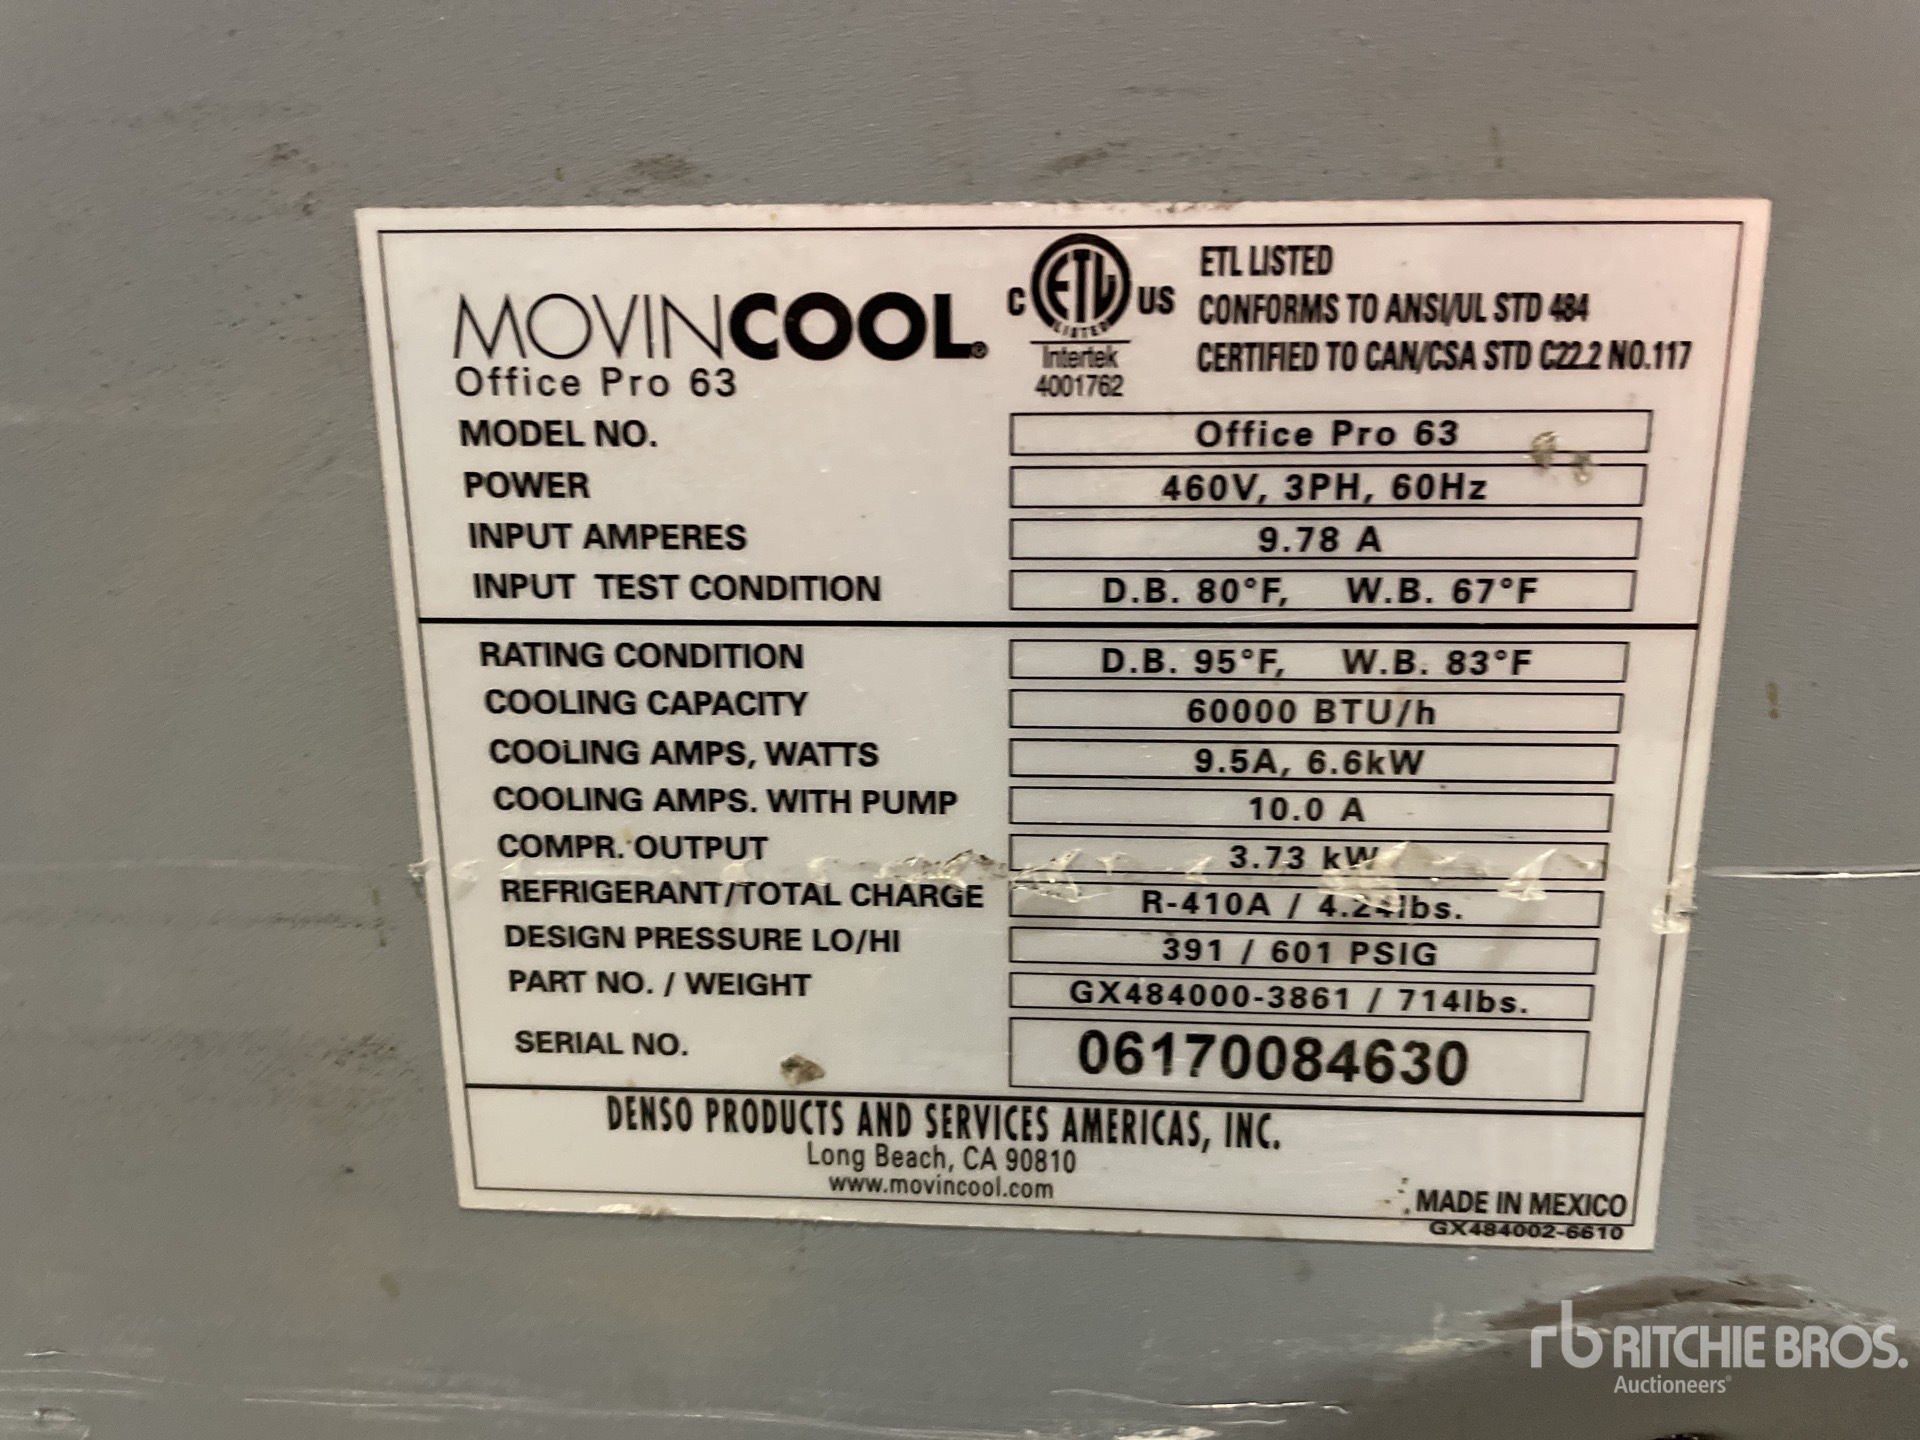 MOVINCOOL®
Office Pro 63
C ETL LISTED US
Intertek
4001762
ETL LISTED
CONFORMS TO ANSI/UL STD 484
CERTIFIED TO CAN/CSA STD C22.2 NO.117
MODEL NO. Office Pro 63
POWER 460V, 3PH, 60Hz
INPUT AMPERES 9.78 A
INPUT TEST CONDITION D.B. 80°F, W.B. 67°F
RATING CONDITION D.B. 95°F, W.B. 83°F
COOLING CAPACITY 60000 BTU/h
COOLING AMPS, WATTS 9.5A, 6.6kW
COOLING AMPS. WITH PUMP 10.0 A
COMPR. OUTPUT 3.73 kW
REFRIGERANT/TOTAL CHARGE R-410A / 4.24lbs.
DESIGN PRESSURE LO/HI 391 / 601 PSIG
PART NO. / WEIGHT GX484000-3861 / 714lbs.
SERIAL NO. 06170084630
DENSO PRODUCTS AND SERVICES AMERICAS, INC.
Long Beach, CA 90810
www.movincool.com
MADE IN MEXICO
GX484002-6610
rb RITCHIE BROS.
Auctioneers®